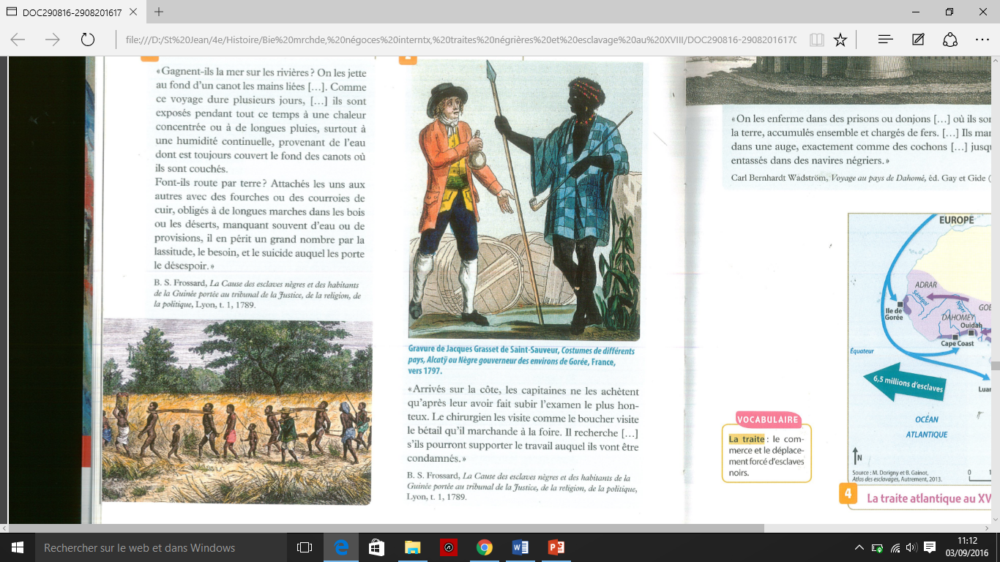 DOC290816-2908201617
file:///D:/St%20Jean/4e/Histoire/Bie%20mrchde,%20négoces%20interntx,%20traites%20négrières%20et%20esclavage%20au%20XVIII/DOC290816-29082016170
«Gagnent-ils la mer sur les rivières? On les jette
au fond d'un canot les mains liées [...]. Comme
ce voyage dure plusieurs jours, [...] ils sont
exposés pendant tout ce temps à une chaleur
concentrée ou à de longues pluies, surtout à
une humidité continuelle, provenant de l'eau
dont est toujours couvert le fond des canots où
ils sont couchés.
Font-ils route par terre? Attachés les uns aux
autres avec des fourches ou des courroies de
cuir, obligés à de longues marches dans les bois
ou les déserts, manquant souvent d'eau ou de
provisions, il en périt un grand nombre par la
lassitude, le besoin, et le suicide auquel les porte
le désespoir.»
B. S. Frossard, La Cause des esclaves nègres et des habitants
de la Guinée portée au tribunal de la Justice, de la religion, de
la politique, Lyon, t. 1, 1789.
Gravure de Jacques Grasset de Saint-Sauveur, Costumes de différents
pays, Alcatÿ ou Nègre gouverneur des environs de Gorée, France,
vers 1797.
«Arrivés sur la côte, les capitaines ne les achètent
qu'après leur avoir fait subir l'examen le plus hon-
teux. Le chirurgien les visite comme le boucher visite
le bétail qu'il marchande à la foire. Il recherche [...]
s'ils pourront supporter le travail auquel ils vont être
condamnés.»
B. S. Frossard, La Cause des esclaves nègres et des habitants de la
Guinée portée au tribunal de la Justice, de la religion, de la politique,
Lyon, t. 1, 1789.
«On les enferme dans des prisons ou donjons [...] où ils
la terre, accumulés ensemble et chargés de fers. [...] Ils
dans une auge, exactement comme des cochons [...]
entassés dans des navires négriers.»
Carl Bernhardt Wadström, Voyage au pays de Dahomé, éd. Gay et Gide (
VOCABULAIRE
La traite : le com-
merce et le déplace-
ment forcé d'esclaves
noirs.
EUROPE
ADRAR
Sénégal
Niger
Ile de
Gorée
DAHOMEY
Ouidah
Cape Coast
Équateur
6,5 millions d'esclaves
OCÉAN
ATLANTIQUE
N
0
Source : M. Dorigny et B. Gainot,
Atlas des esclavages, Autrement, 2013.
4
La traite atlantique au XV
Rechercher sur le web et dans Windows
11:12
03/09/2016